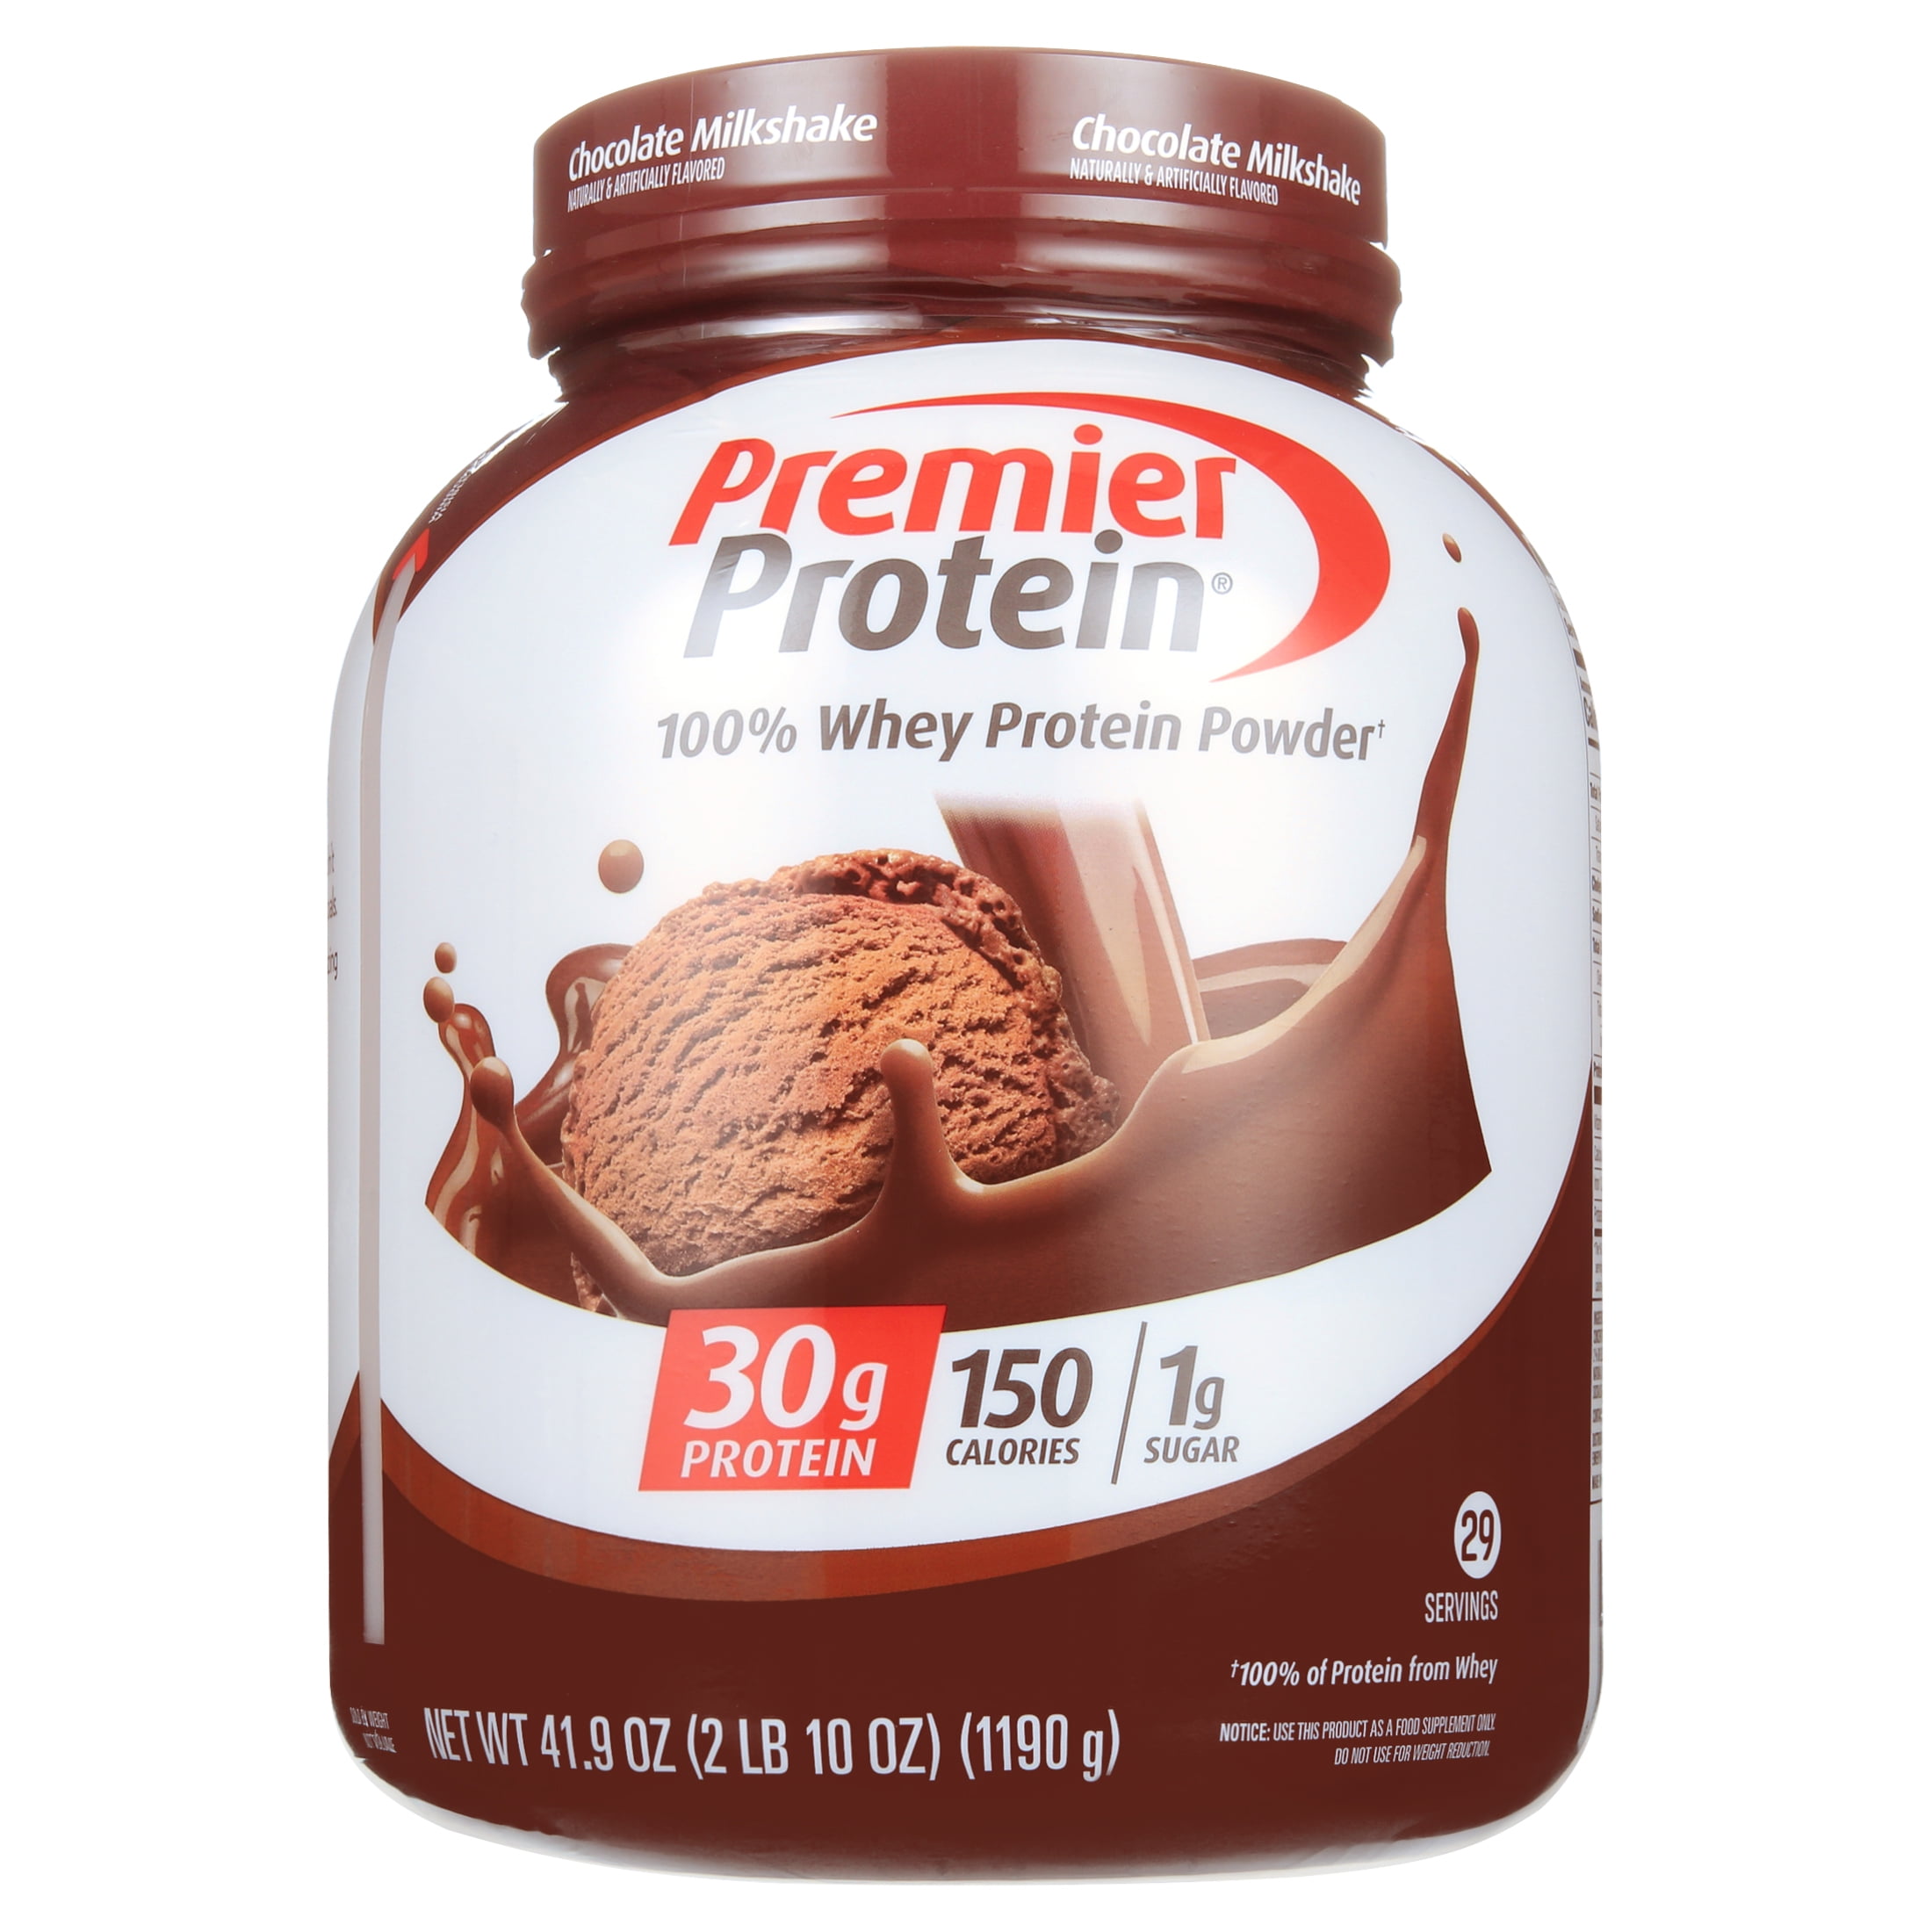 Chocolate Milkshake
NATURALLY & ARTIFICIALLY FLAVORED
Chocolate Milkshake
NATURALLY & ARTIFICIALLY FLAVORED
Premier
Protein®
100% Whey Protein Powder†
30g
PROTEIN
150
CALORIES
1g
SUGAR
29
SERVINGS
†100% of Protein from Whey
NET WT 41.9 OZ (2 LB 10 OZ) (1190 g)
NOTICE: USE THIS PRODUCT AS A FOOD SUPPLEMENT ONLY.
DO NOT USE FOR WEIGHT REDUCTION.